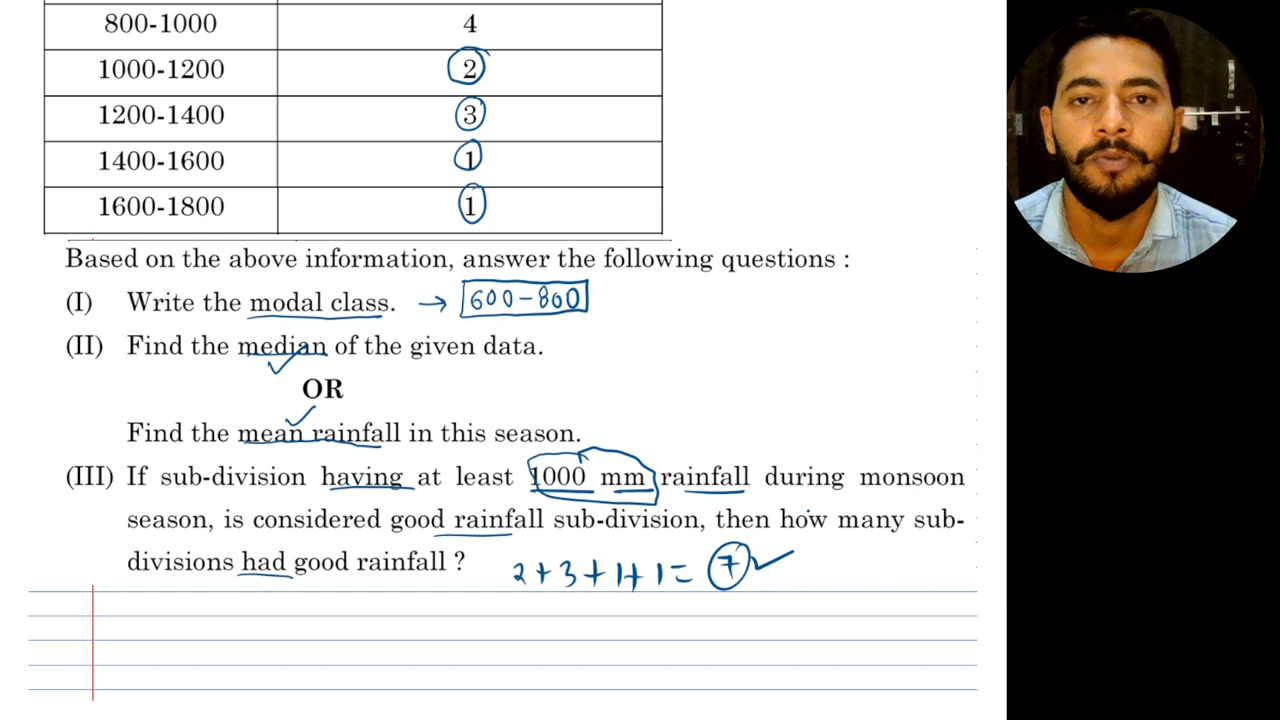 800-1000 4
1000-1200 2
1200-1400 3
1400-1600 1
1600-1800 1
Based on the above information, answer the following questions :
(I) Write the modal class. → 600-800
(II) Find the median of the given data.
OR
Find the mean rainfall in this season.
(III) If sub-division having at least 1000 mm rainfall during monsoon
season, is considered good rainfall sub-division, then how many sub-
divisions had good rainfall ?
2+3+1+1= 7